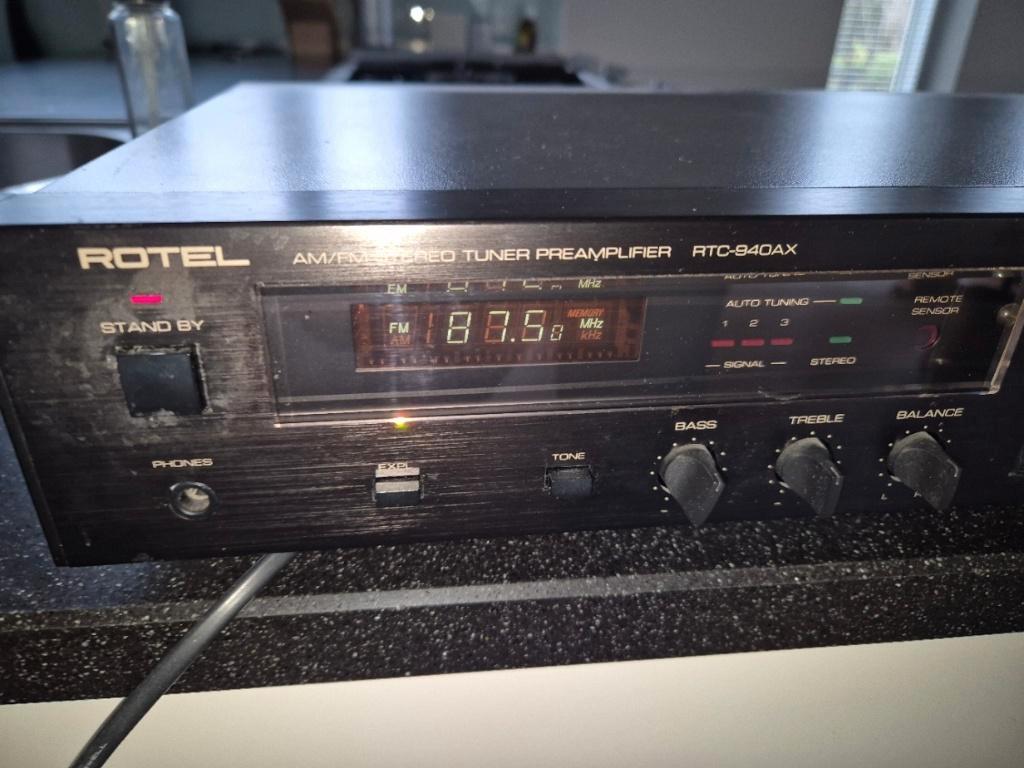 ROTEL
AM/FM STEREO TUNER PREAMPLIFIER RTC-940AX
STAND BY
FM 87.50 MHz
AM kHz
MEMORY
AUTO TUNING
1 2 3
SIGNAL
STEREO
SENSOR
REMOTE
SENSOR
PHONES
EXPL
TONE
BASS
TREBLE
BALANCE
L